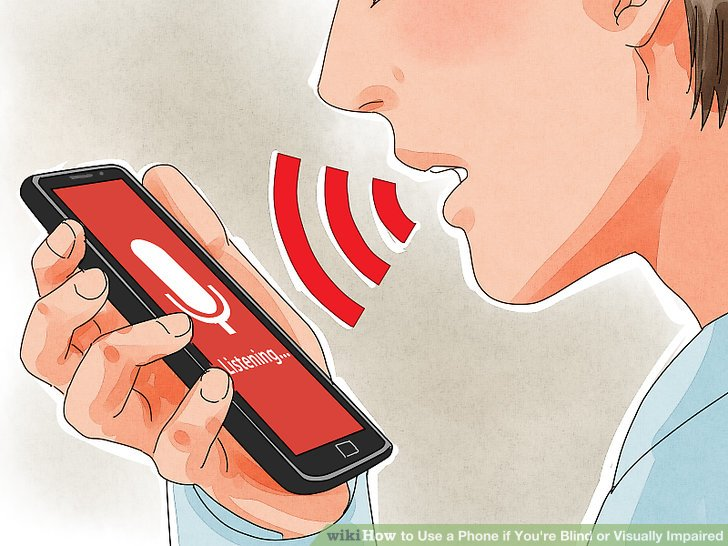 Listening...
wikiHow to Use a Phone if You're Blind or Visually Impaired